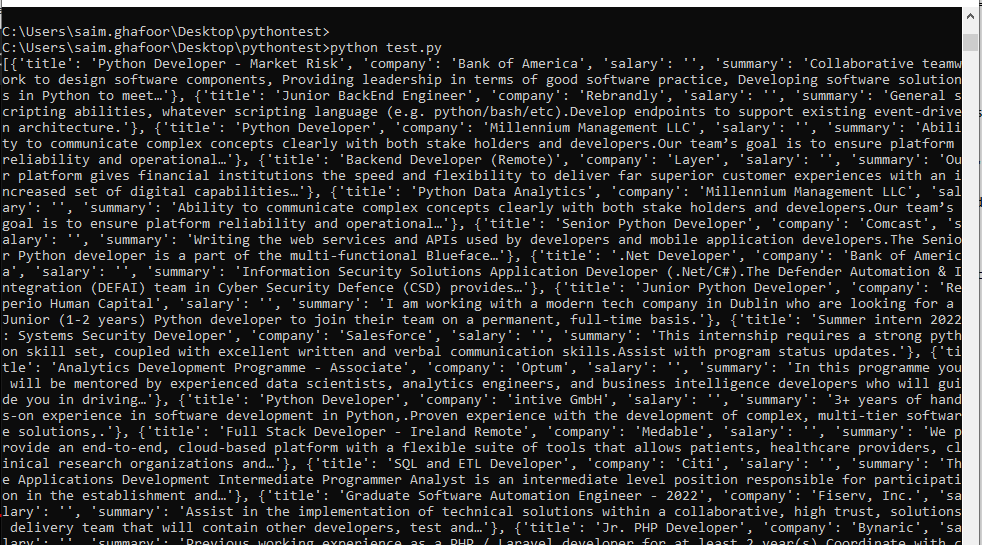 C:\Users\saim.ghafoor\Desktop\pythontest>
C:\Users\saim.ghafoor\Desktop\pythontest>python test.py
[{'title': 'Python Developer - Market Risk', 'company': 'Bank of America', 'salary': '', 'summary': 'Collaborative teamw
ork to design software components, Providing leadership in terms of good software practice, Developing software solution
s in Python to meet…'}, {'title': 'Junior BackEnd Engineer', 'company': 'Rebrandly', 'salary': '', 'summary': 'General s
cripting abilities, whatever scripting language (e.g. python/bash/etc).Develop endpoints to support existing event-drive
n architecture.'}, {'title': 'Python Developer', 'company': 'Millennium Management LLC', 'salary': '', 'summary': 'Abili
ty to communicate complex concepts clearly with both stake holders and developers.Our team’s goal is to ensure platform
reliability and operational…'}, {'title': 'Backend Developer (Remote)', 'company': 'Layer', 'salary': '', 'summary': 'Ou
r platform gives financial institutions the speed and flexibility to deliver far superior customer experiences with an i
ncreased set of digital capabilities…'}, {'title': 'Python Data Analytics', 'company': 'Millennium Management LLC', 'sal
ary': '', 'summary': 'Ability to communicate complex concepts clearly with both stake holders and developers.Our team’s
goal is to ensure platform reliability and operational…'}, {'title': 'Senior Python Developer', 'company': 'Comcast', 's
alary': '', 'summary': 'Writing the web services and APIs used by developers and mobile application developers.The Senio
r Python developer is a part of the multi-functional Blueface…'}, {'title': '.Net Developer', 'company': 'Bank of Americ
a', 'salary': '', 'summary': 'Information Security Solutions Application Developer (.Net/C#).The Defender Automation & I
ntegration (DEFAI) team in Cyber Security Defence (CSD) provides…'}, {'title': 'Junior Python Developer', 'company': 'Re
perio Human Capital', 'salary': '', 'summary': 'I am working with a modern tech company in Dublin who are looking for a
Junior (1-2 years) Python developer to join their team on a permanent, full-time basis.'}, {'title': 'Summer intern 2022
: Systems Security Developer', 'company': 'Salesforce', 'salary': '', 'summary': 'This internship requires a strong pyth
on skill set, coupled with excellent written and verbal communication skills.Assist with program status updates.'}, {'ti
tle': 'Analytics Development Programme - Associate', 'company': 'Optum', 'salary': '', 'summary': 'In this programme you
will be mentored by experienced data scientists, analytics engineers, and business intelligence developers who will gui
de you in driving…'}, {'title': 'Python Developer', 'company': 'intive GmbH', 'salary': '', 'summary': '3+ years of hand
s-on experience in software development in Python,.Proven experience with the development of complex, multi-tier softwar
e solutions,.'}, {'title': 'Full Stack Developer - Ireland Remote', 'company': 'Medable', 'salary': '', 'summary': 'We p
rovide an end-to-end, cloud-based platform with a flexible suite of tools that allows patients, healthcare providers, cl
inical research organizations and…'}, {'title': 'SQL and ETL Developer', 'company': 'Citi', 'salary': '', 'summary': 'Th
e Applications Development Intermediate Programmer Analyst is an intermediate level position responsible for participati
on in the establishment and…'}, {'title': 'Graduate Software Automation Engineer - 2022', 'company': 'Fiserv, Inc.', 'sa
lary': '', 'summary': 'Assist in the implementation of technical solutions within a collaborative, high trust, solutions
delivery team that will contain other developers, test and…'}, {'title': 'Jr. PHP Developer', 'company': 'Bynaric', 'sa
lary': '', 'summary': 'Previous working experience as a PHP / Laravel developer for at least 2 year(s).Coordinate with c